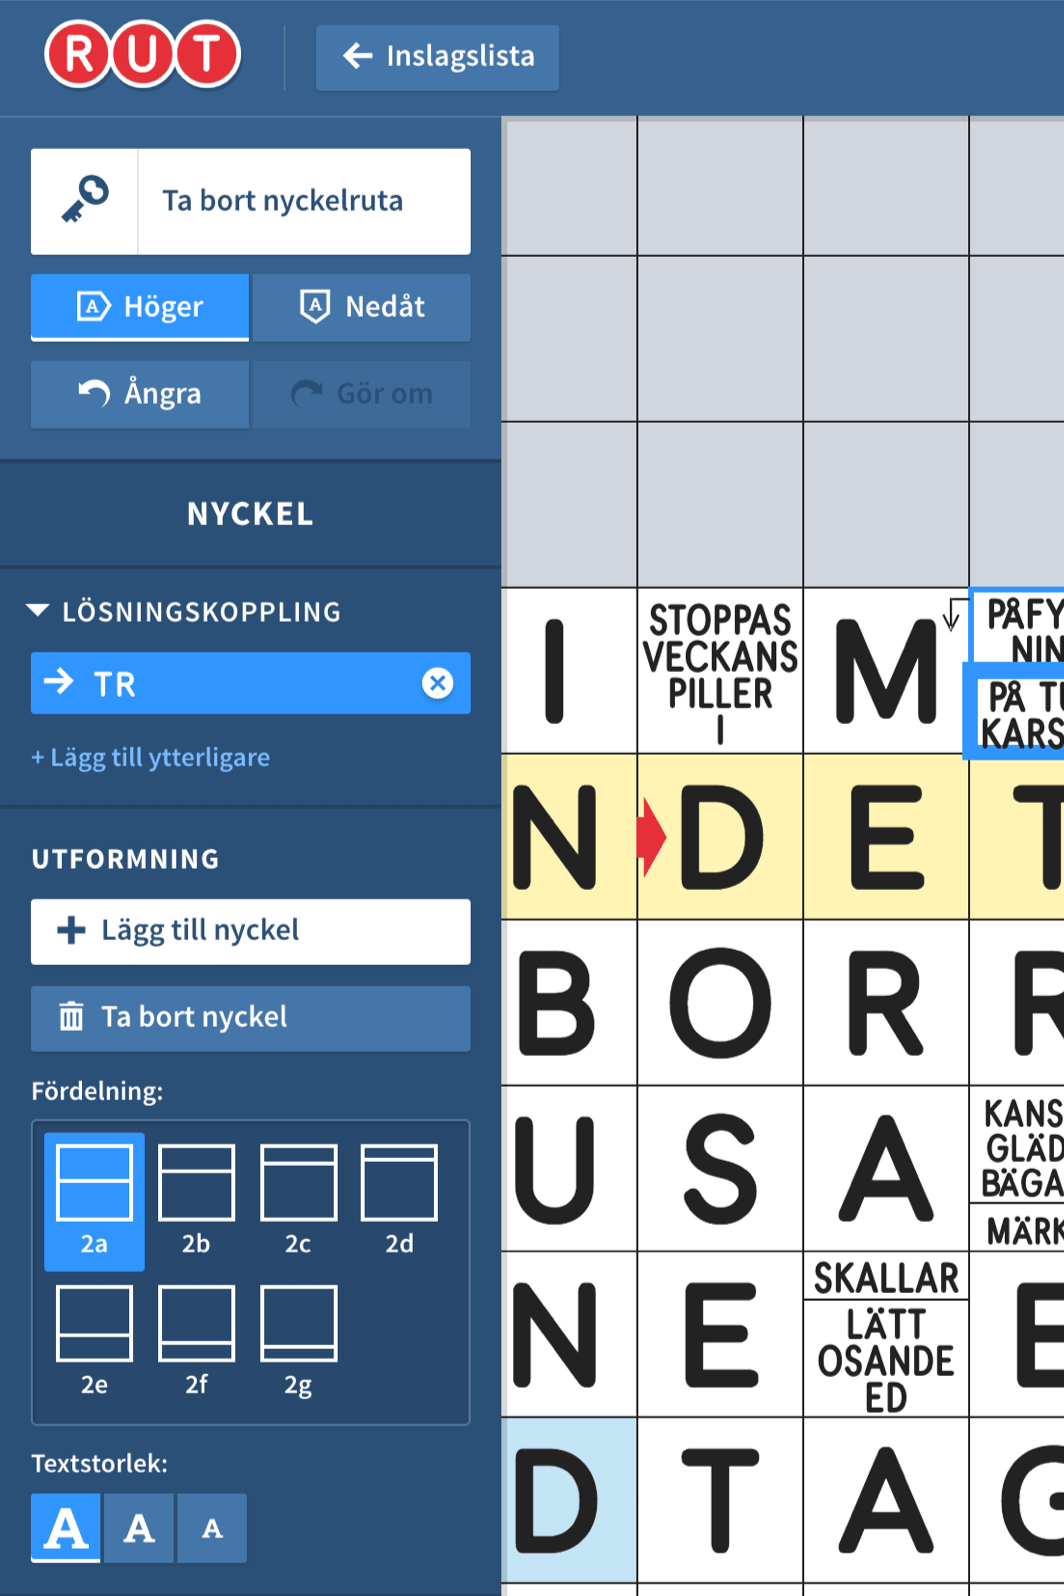 RUT
Inslagslista
Ta bort nyckelruta
Höger
Nedåt
Ångra
Gör om
NYCKEL
LÖSNINGSKOPPLING
TR
+ Lägg till ytterligare
UTFORMNING
Lägg till nyckel
Ta bort nyckel
Fördelning:
2a 2b 2c 2d
2e 2f 2g
Textstorlek:
A A A
I
STOPPAS
VECKANS
PILLER
I
M
PÅFY
NIN
PÅ TU
KARS
N D E T
B O R R
U S A
KANS
GLÄD
BÄGA
MÄRK
N E
SKALLAR
LÄTT
OSANDE
ED
E
D T A G